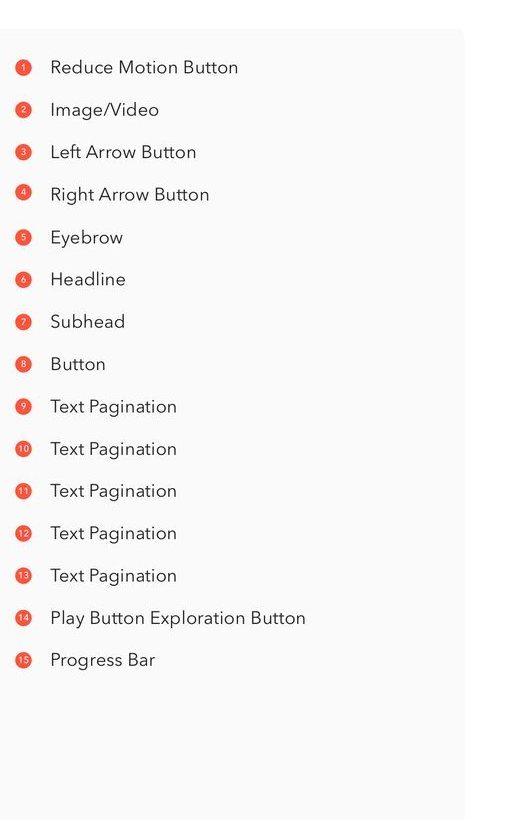 1 Reduce Motion Button
2 Image/Video
3 Left Arrow Button
4 Right Arrow Button
5 Eyebrow
6 Headline
7 Subhead
8 Button
9 Text Pagination
10 Text Pagination
11 Text Pagination
12 Text Pagination
13 Text Pagination
14 Play Button Exploration Button
15 Progress Bar